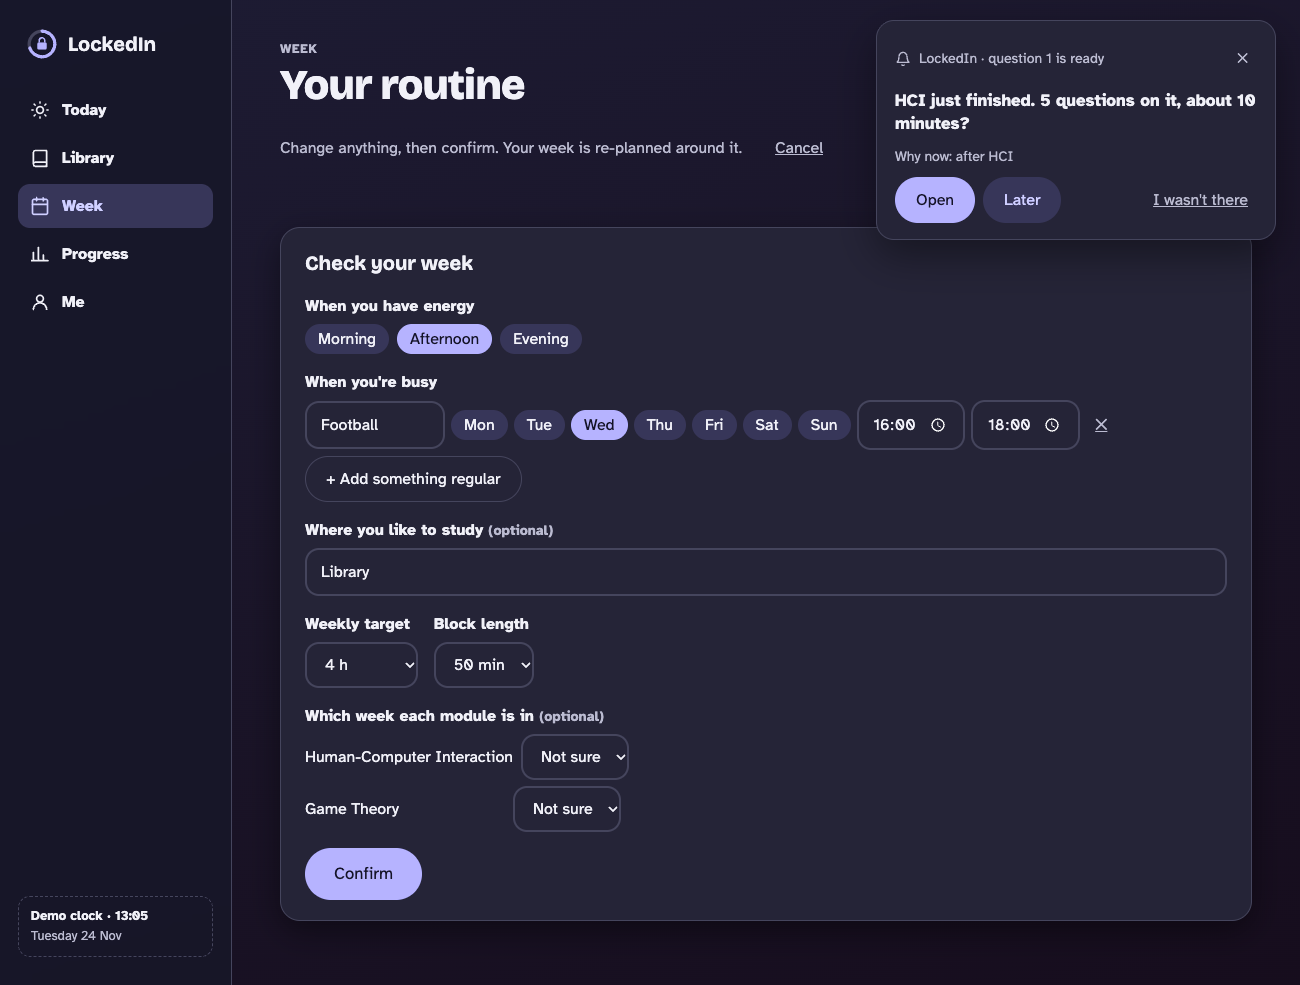 LockedIn
Today
Library
Week
Progress
Me
Demo clock · 13:05
Tuesday 24 Nov
WEEK
Your routine
Change anything, then confirm. Your week is re-planned around it. Cancel
LockedIn · question 1 is ready
HCI just finished. 5 questions on it, about 10
minutes?
Why now: after HCI
Open Later I wasn't there
Check your week
When you have energy
Morning Afternoon Evening
When you're busy
Football Mon Tue Wed Thu Fri Sat Sun 16:00 18:00
+ Add something regular
Where you like to study (optional)
Library
Weekly target Block length
4 h 50 min
Which week each module is in (optional)
Human-Computer Interaction Not sure
Game Theory Not sure
Confirm